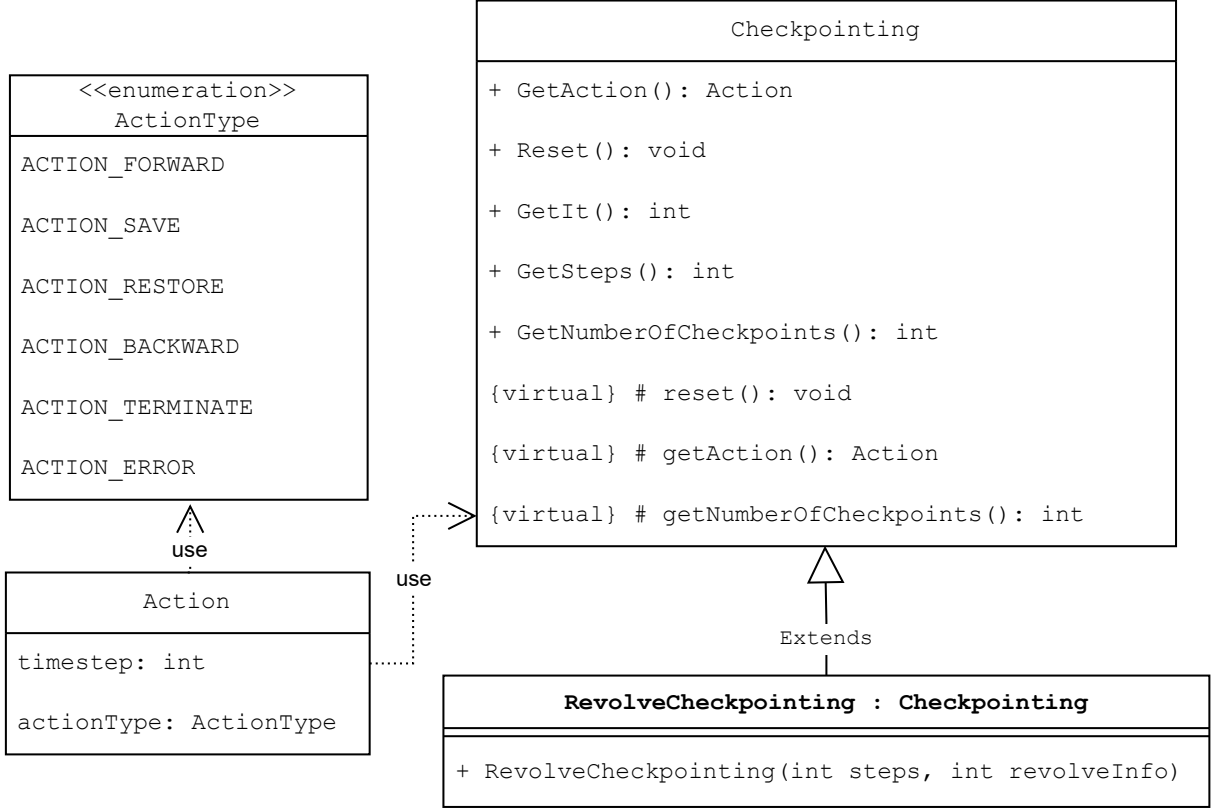 <<enumeration>>
ActionType
ACTION_FORWARD
ACTION_SAVE
ACTION_RESTORE
ACTION_BACKWARD
ACTION_TERMINATE
ACTION_ERROR
use
Action
timestep: int
actionType: ActionType
use
Checkpointing
+ GetAction(): Action
+ Reset(): void
+ GetIt(): int
+ GetSteps(): int
+ GetNumberOfCheckpoints(): int
{virtual} # reset(): void
{virtual} # getAction(): Action
{virtual} # getNumberOfCheckpoints(): int
Extends
RevolveCheckpointing : Checkpointing
+ RevolveCheckpointing(int steps, int revolveInfo)